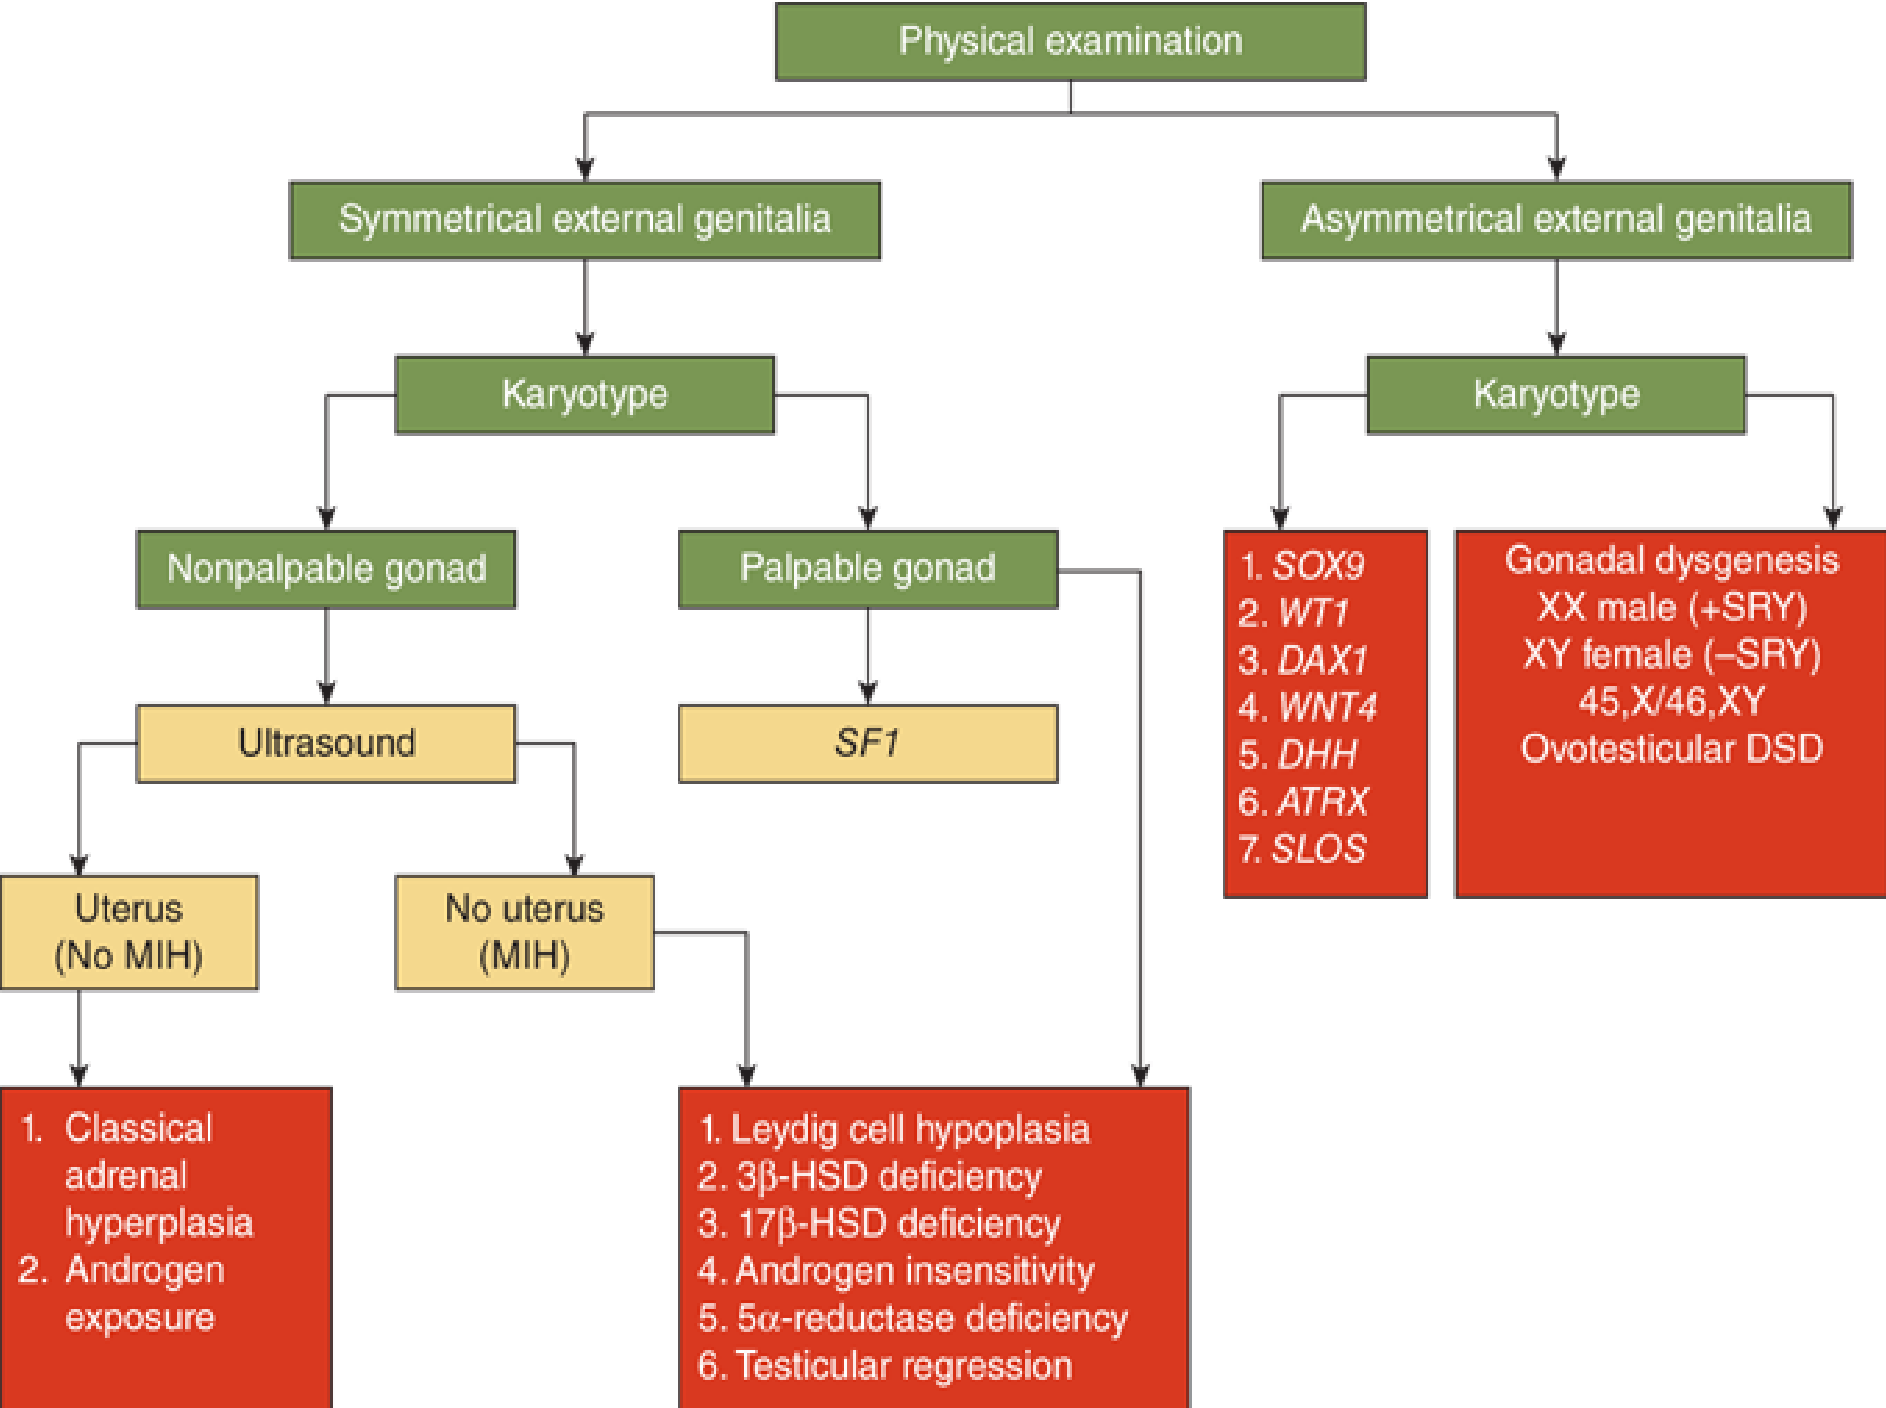 Physical examination
Symmetrical external genitalia
Asymmetrical external genitalia
Karyotype
Karyotype
Nonpalpable gonad
Palpable gonad
1. SOX9
2. WT1
3. DAX1
4. WNT4
5. DHH
6. ATRX
7. SLOS
Gonadal dysgenesis
XX male (+SRY)
XY female (–SRY)
45,X/46,XY
Ovotesticular DSD
Ultrasound
SF1
Uterus
(No MIH)
No uterus
(MIH)
1. Classical
adrenal
hyperplasia
2. Androgen
exposure
1. Leydig cell hypoplasia
2. 3β-HSD deficiency
3. 17β-HSD deficiency
4. Androgen insensitivity
5. 5α-reductase deficiency
6. Testicular regression